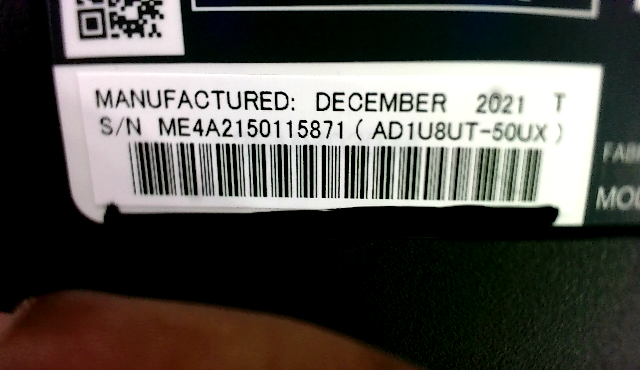 MANUFACTURED: DECEMBER 2021 T
S/N ME4A2150115871 ( AD1U8UT-50UX )